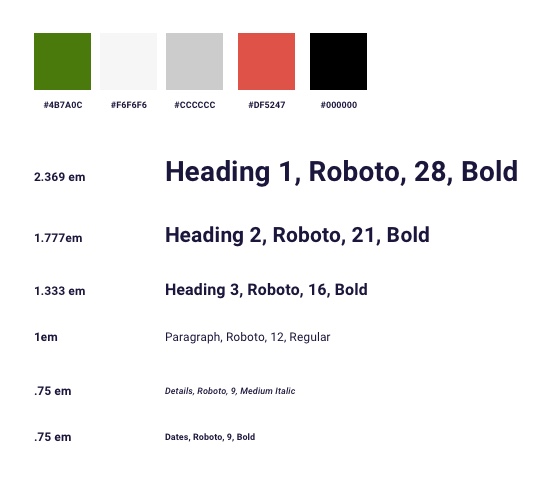 #4B7A0C #F6F6F6 #CCCCCC #DF5247 #000000
2.369 em Heading 1, Roboto, 28, Bold
1.777em Heading 2, Roboto, 21, Bold
1.333 em Heading 3, Roboto, 16, Bold
1em Paragraph, Roboto, 12, Regular
.75 em Details, Roboto, 9, Medium Italic
.75 em Dates, Roboto, 9, Bold